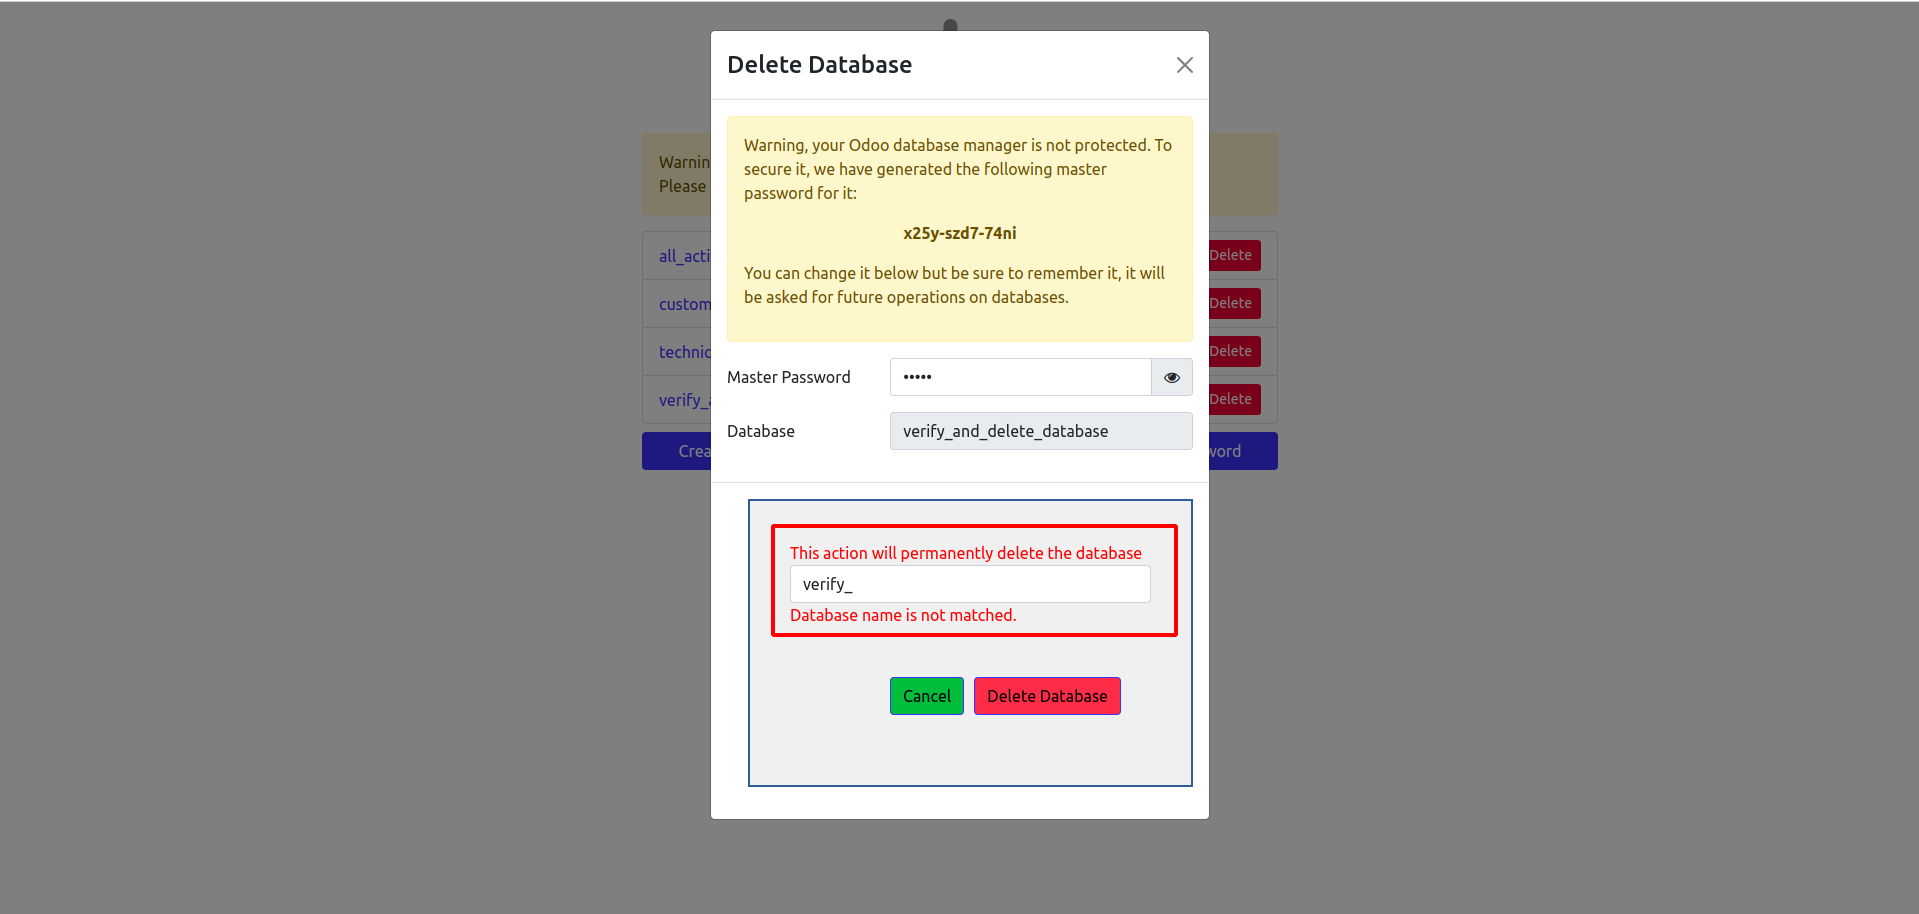 Delete Database
Warning, your Odoo database manager is not protected. To
secure it, we have generated the following master
password for it:
x25y-szd7-74ni
You can change it below but be sure to remember it, it will
be asked for future operations on databases.
Master Password
•••••
Database
verify_and_delete_database
This action will permanently delete the database
verify_
Database name is not matched.
Cancel
Delete Database
Warnin
Please
all_acti
Delete
custom
Delete
technic
Delete
verify_
Delete
Crea
word